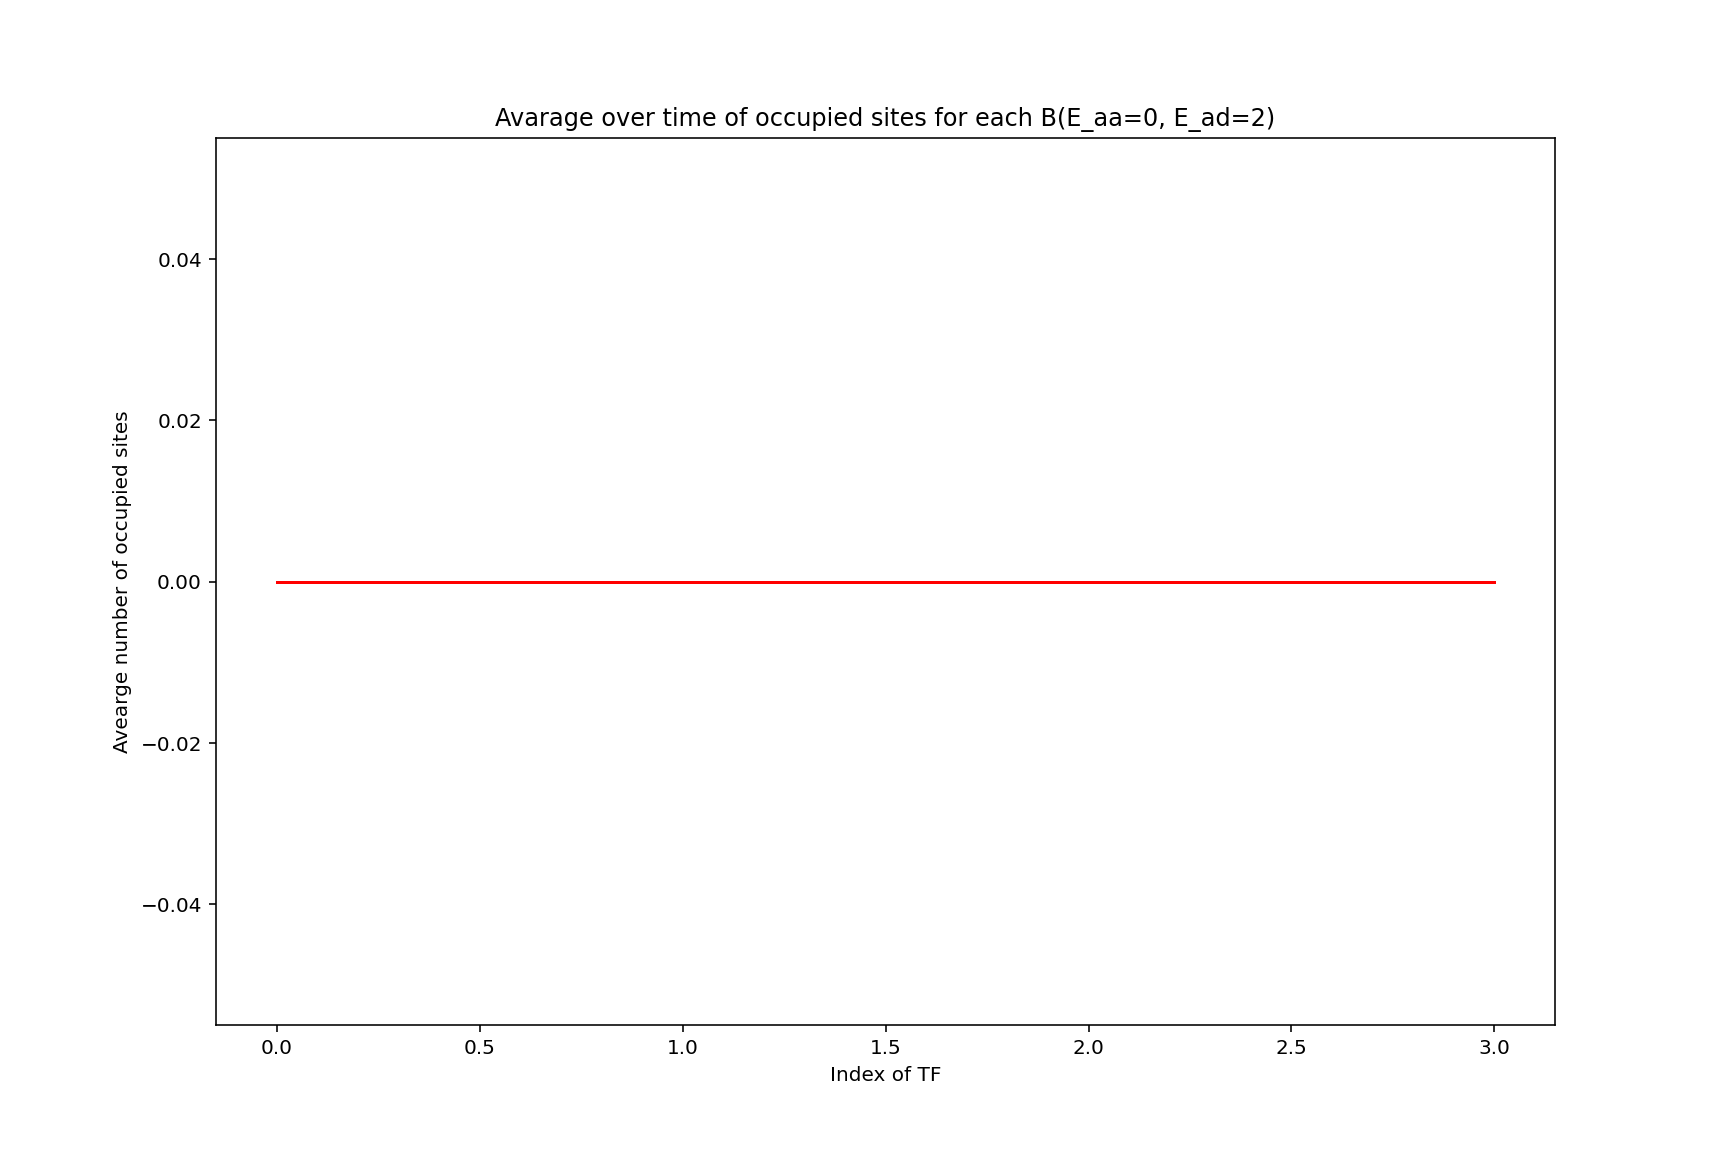 Avarage over time of occupied sites for each B(E_aa=0, E_ad=2)
Avearge number of occupied sites
0.04
0.02
0.00
−0.02
−0.04
0.0 0.5 1.0 1.5 2.0 2.5 3.0
Index of TF